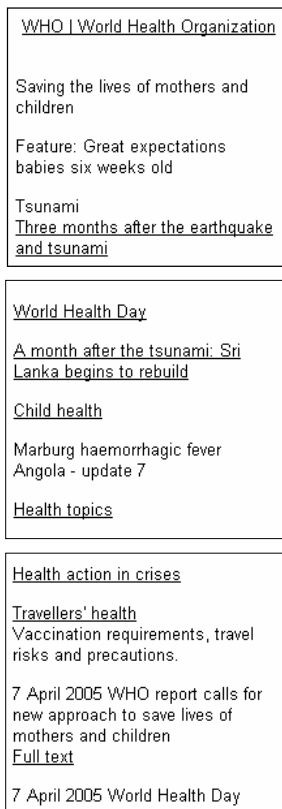 WHO | World Health Organization
Saving the lives of mothers and
children
Feature: Great expectations
babies six weeks old
Tsunami
Three months after the earthquake
and tsunami
World Health Day
A month after the tsunami: Sri
Lanka begins to rebuild
Child health
Marburg haemorrhagic fever
Angola - update 7
Health topics
Health action in crises
Travellers' health
Vaccination requirements, travel
risks and precautions.
7 April 2005 WHO report calls for
new approach to save lives of
mothers and children
Full text
7 April 2005 World Health Day